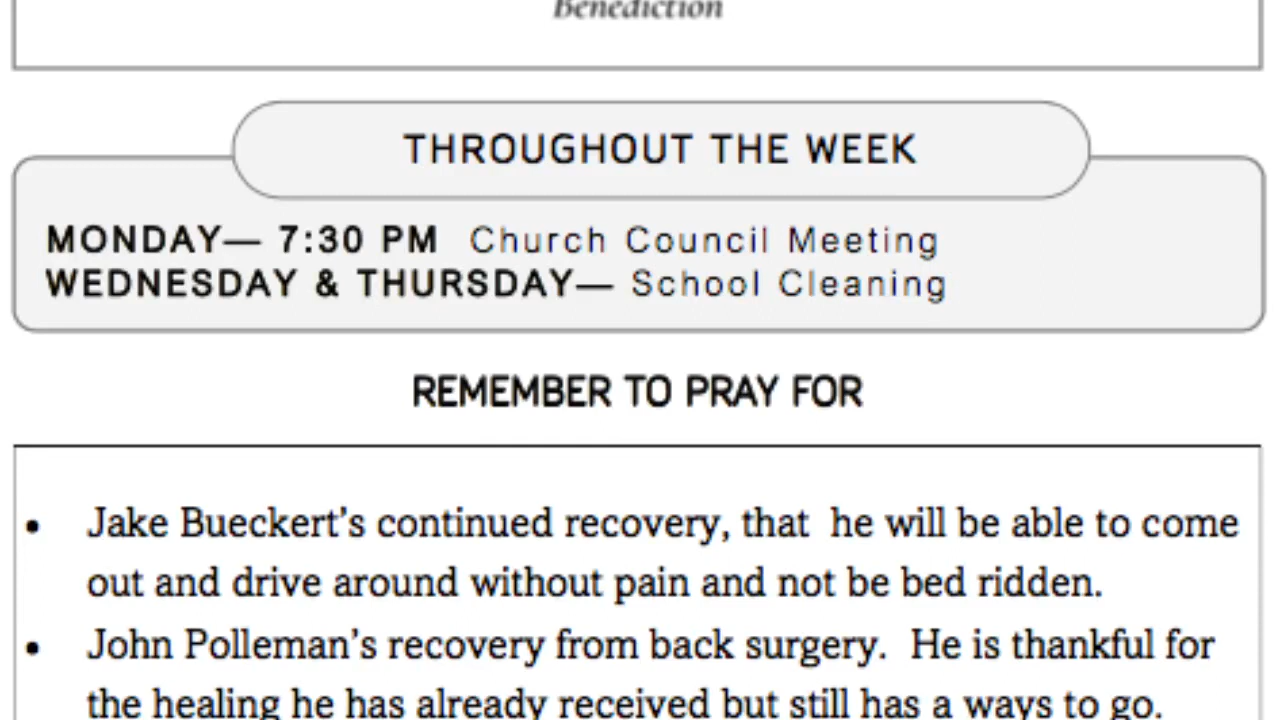 Benediction
THROUGHOUT THE WEEK
MONDAY— 7:30 PM  Church Council Meeting
WEDNESDAY & THURSDAY— School Cleaning
REMEMBER TO PRAY FOR
• Jake Bueckert’s continued recovery, that  he will be able to come
out and drive around without pain and not be bed ridden.
• John Polleman’s recovery from back surgery.  He is thankful for
the healing he has already received but still has a ways to go.